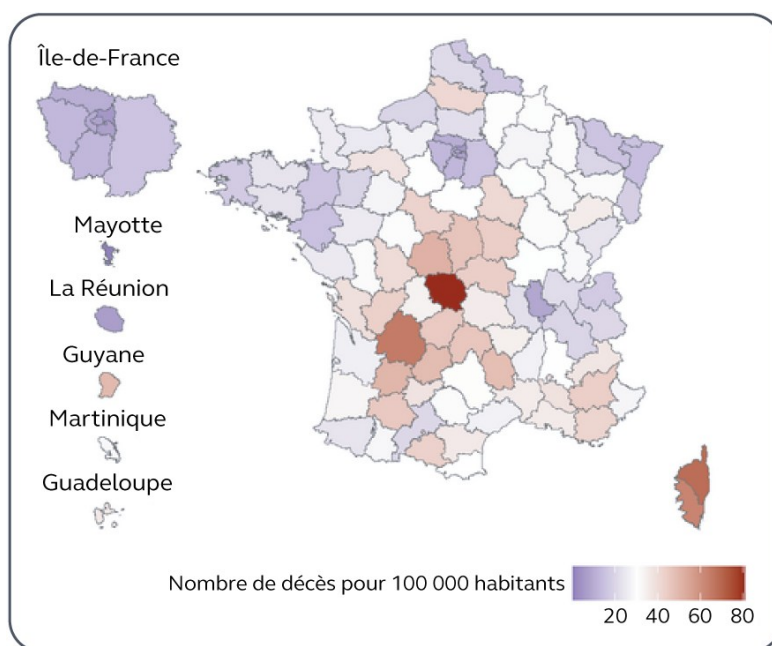 Île-de-France
Mayotte
La Réunion
Guyane
Martinique
Guadeloupe
Nombre de décès pour 100 000 habitants
20 40 60 80